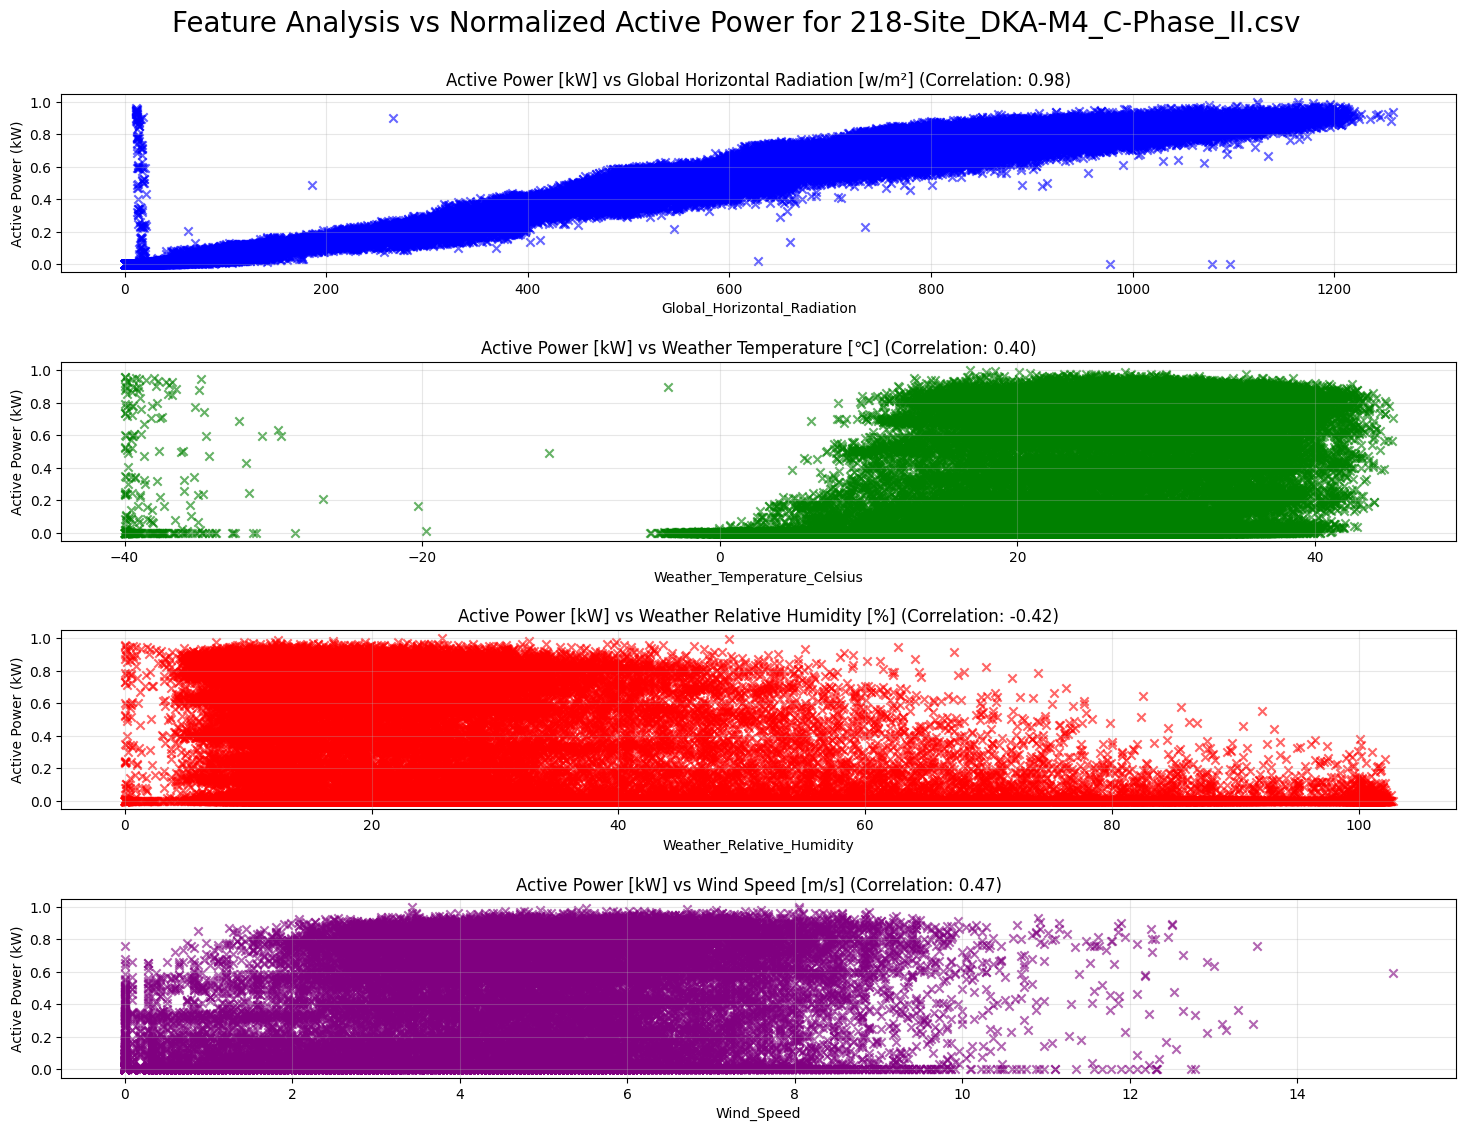 Feature Analysis vs Normalized Active Power for 218-Site_DKA-M4_C-Phase_II.csv
Active Power [kW] vs Global Horizontal Radiation [w/m²] (Correlation: 0.98)
Active Power (kW)
1.0
0.8
0.6
0.4
0.2
0.0
0 200 400 600 800 1000 1200
Global_Horizontal_Radiation
Active Power [kW] vs Weather Temperature [℃] (Correlation: 0.40)
Active Power (kW)
1.0
0.8
0.6
0.4
0.2
0.0
−40 −20 0 20 40
Weather_Temperature_Celsius
Active Power [kW] vs Weather Relative Humidity [%] (Correlation: -0.42)
Active Power (kW)
1.0
0.8
0.6
0.4
0.2
0.0
0 20 40 60 80 100
Weather_Relative_Humidity
Active Power [kW] vs Wind Speed [m/s] (Correlation: 0.47)
Active Power (kW)
1.0
0.8
0.6
0.4
0.2
0.0
0 2 4 6 8 10 12 14
Wind_Speed